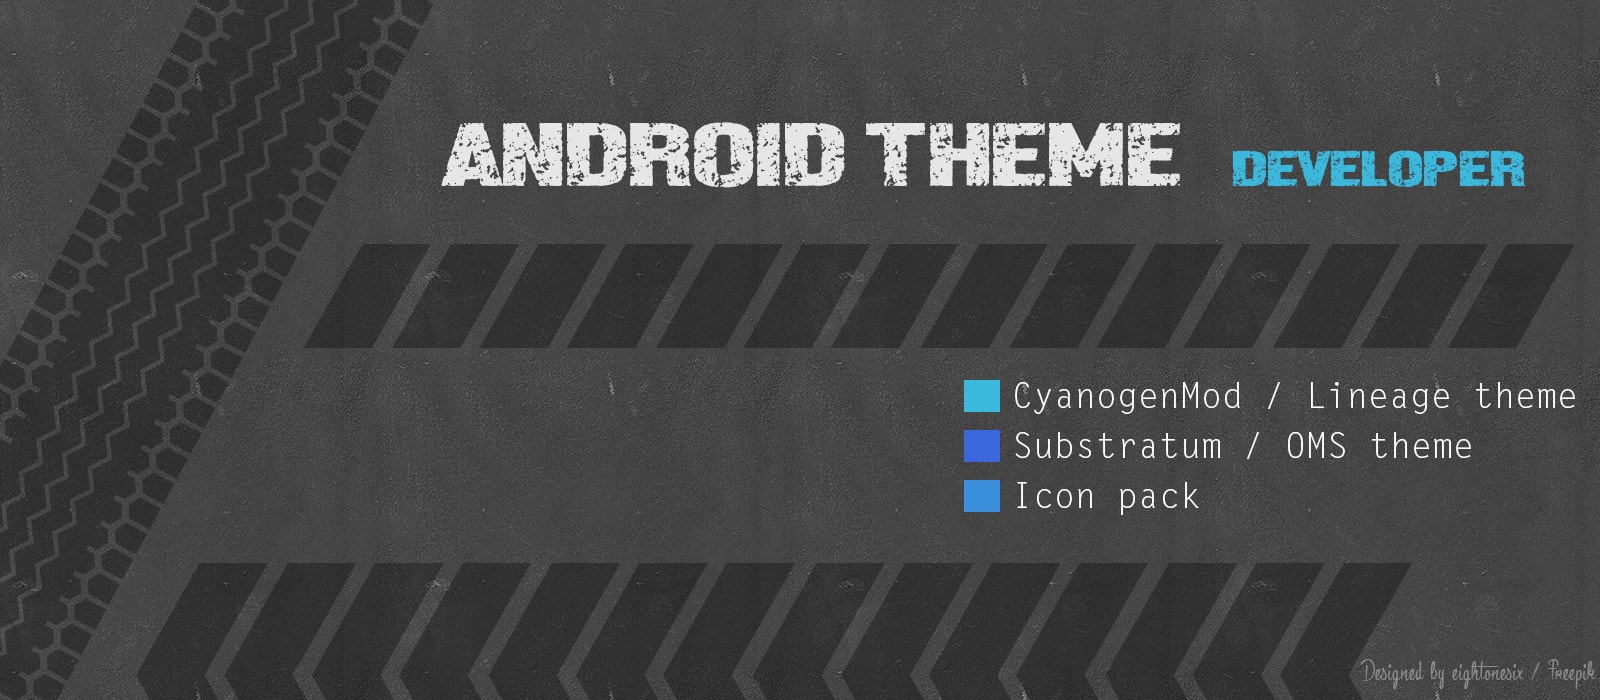 ANDROID THEME DEVELOPER
CyanogenMod / Lineage theme
Substratum / OMS theme
Icon pack
Designed by eightonesix / Freepik